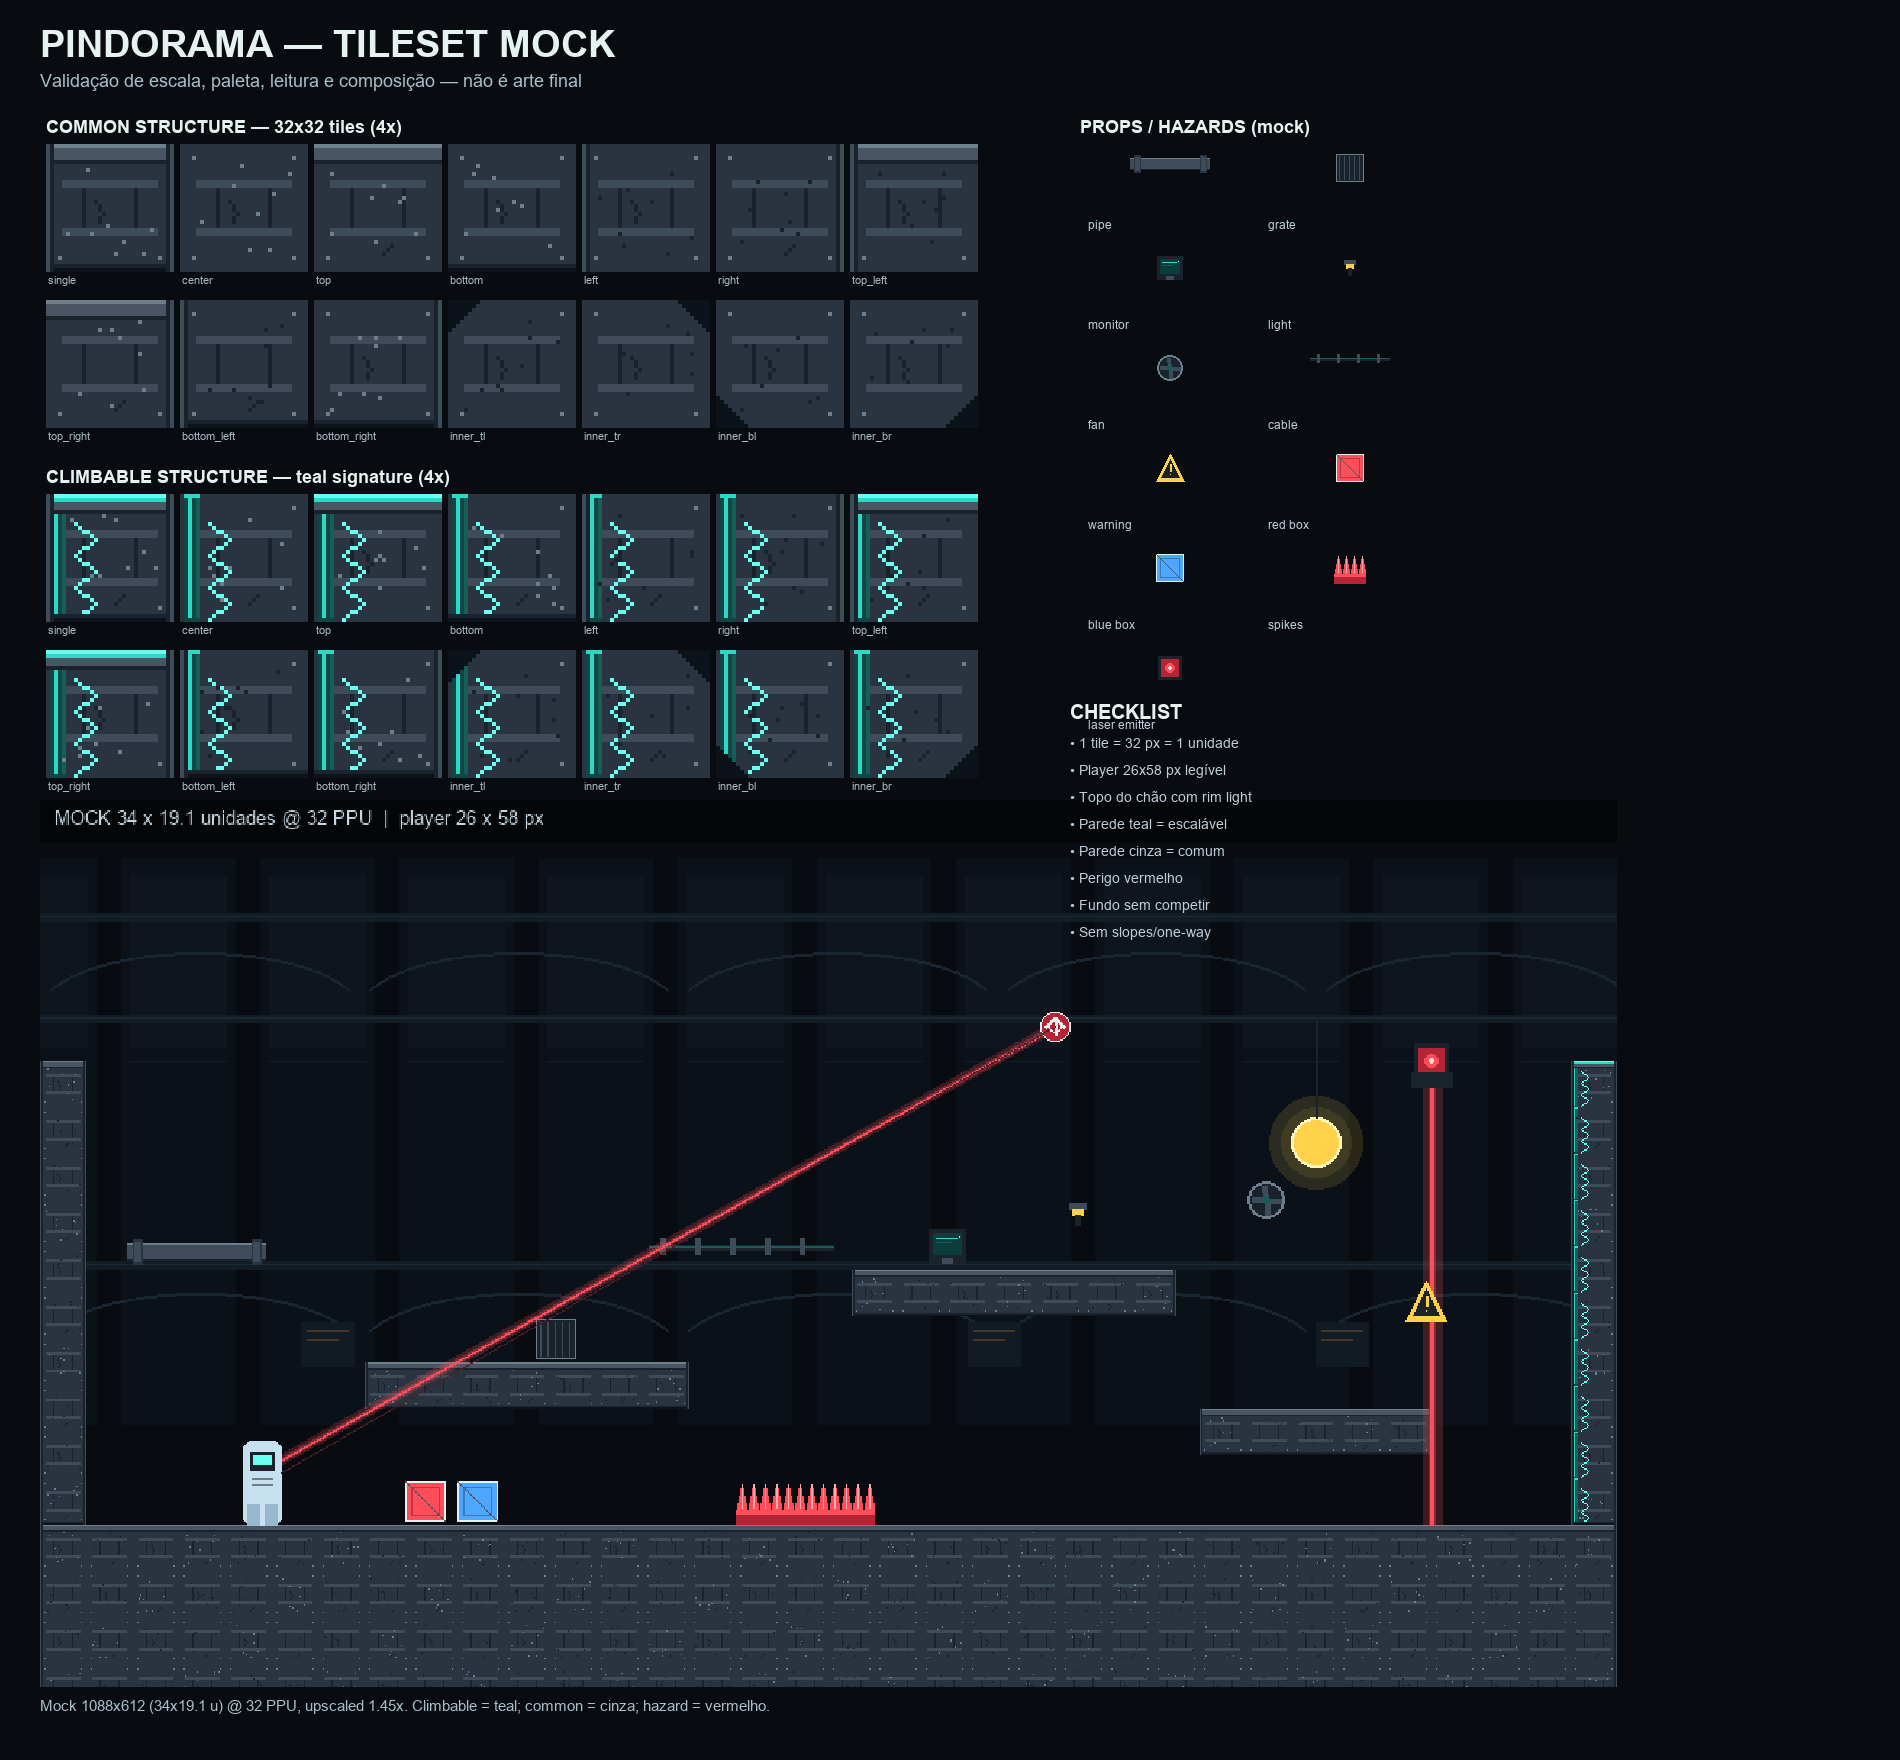 PINDORAMA — TILESET MOCK
Validação de escala, paleta, leitura e composição — não é arte final
COMMON STRUCTURE — 32x32 tiles (4x)
single center top bottom left right top_left
top_right bottom_left bottom_right inner_tl inner_tr inner_bl inner_br
CLIMBABLE STRUCTURE — teal signature (4x)
single center top bottom left right top_left
top_right bottom_left bottom_right inner_tl inner_tr inner_bl inner_br
PROPS / HAZARDS (mock)
pipe grate
monitor light
fan cable
warning red box
blue box spikes
laser emitter
CHECKLIST
• 1 tile = 32 px = 1 unidade
• Player 26x58 px legível
• Topo do chão com rim light
• Parede teal = escalável
• Parede cinza = comum
• Perigo vermelho
• Fundo sem competir
• Sem slopes/one-way
MOCK 34 x 19.1 unidades @ 32 PPU | player 26 x 58 px
Mock 1088x612 (34x19.1 u) @ 32 PPU, upscaled 1.45x. Climbable = teal; common = cinza; hazard = vermelho.